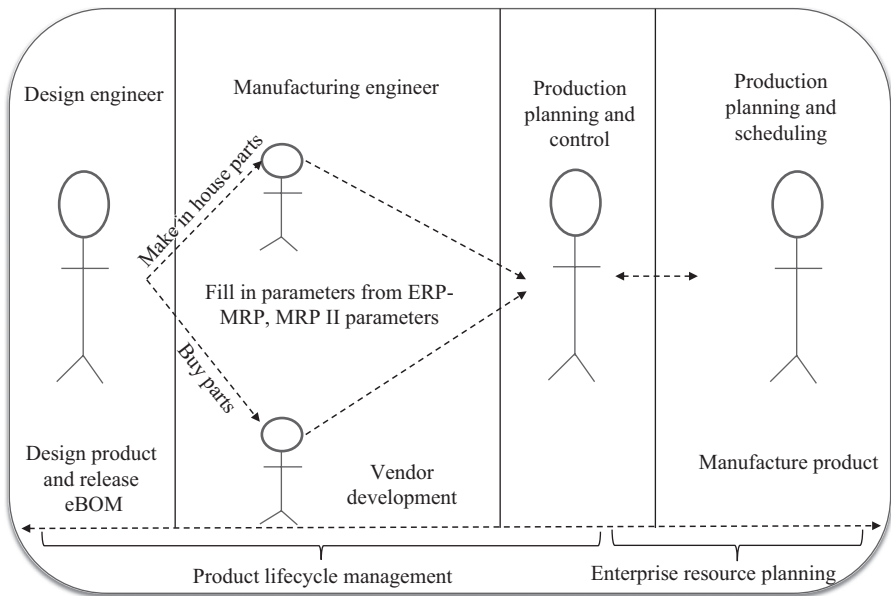 Design engineer
Manufacturing engineer
Production
planning and
control
Production
planning and
scheduling
Make in house parts
Fill in parameters from ERP-
MRP, MRP II parameters
Buy parts
Design product
and release
eBOM
Vendor
development
Manufacture product
Product lifecycle management
Enterprise resource planning